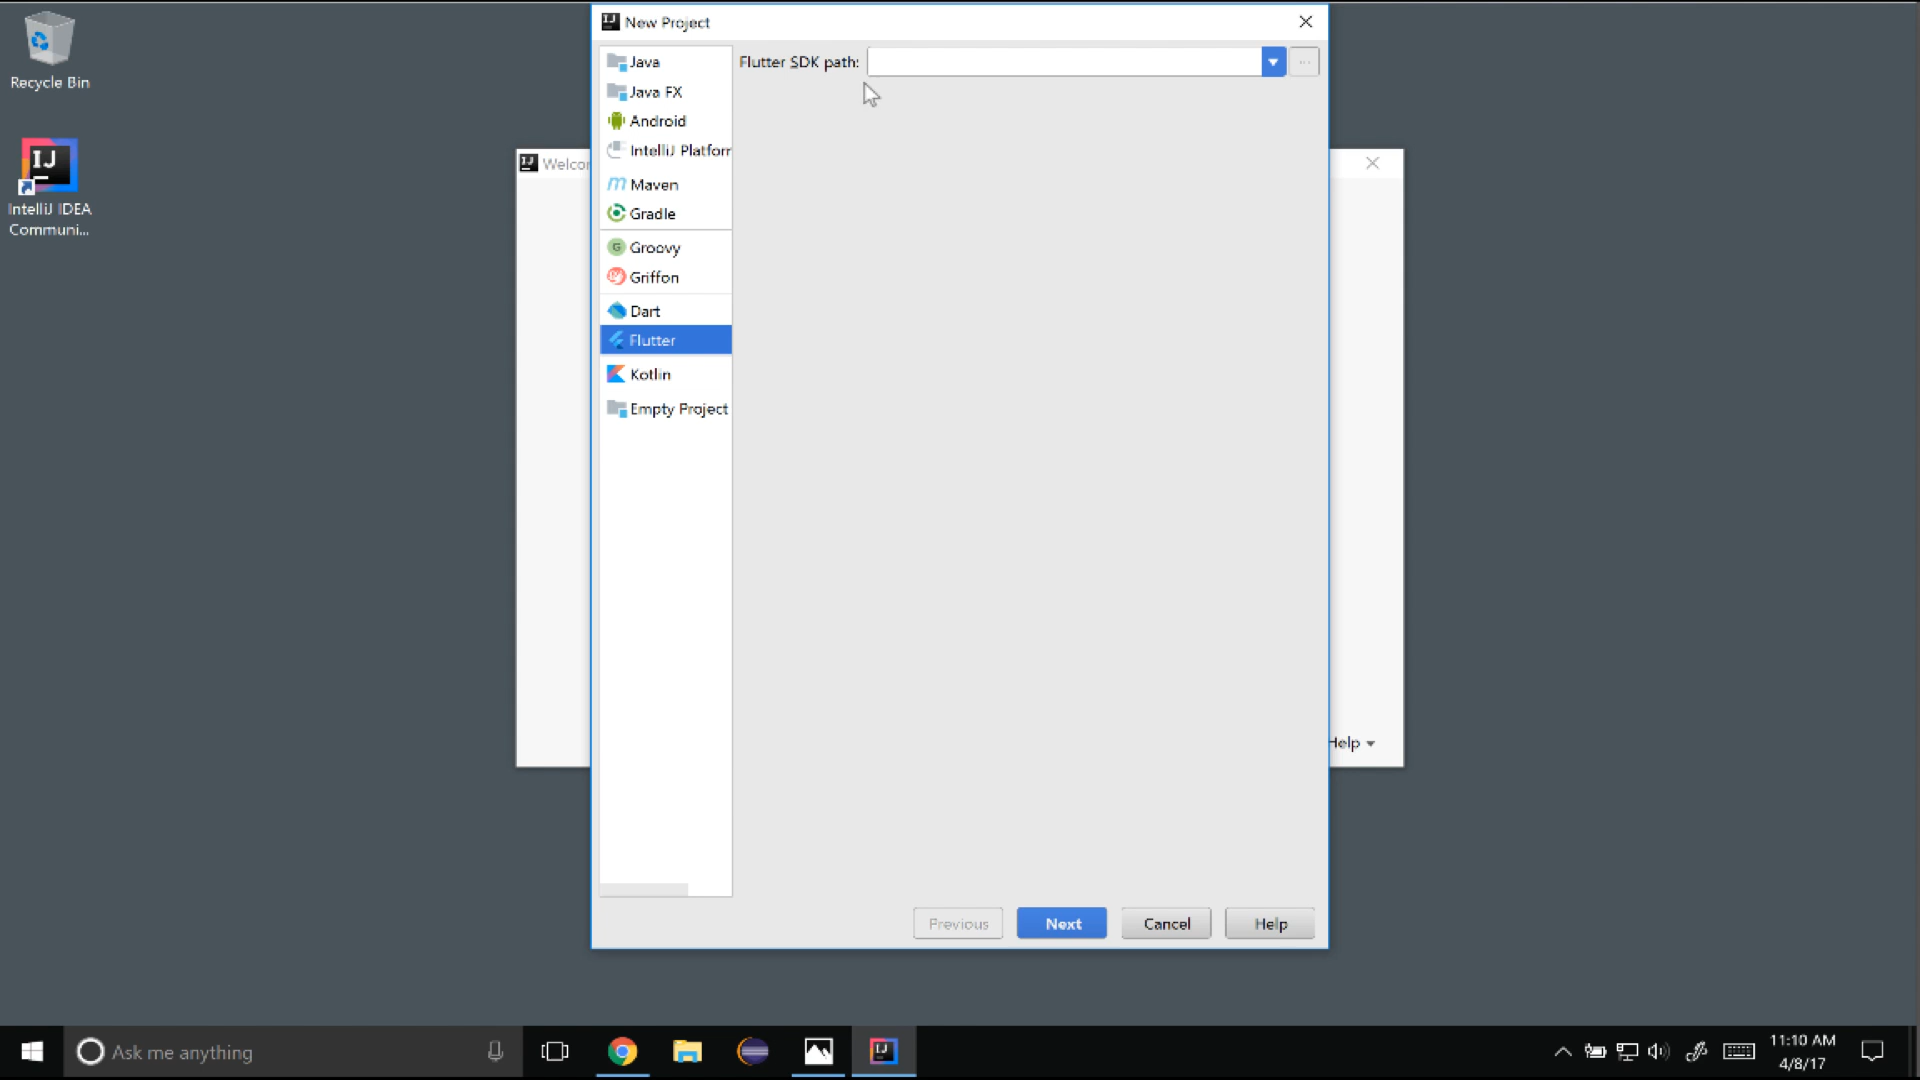 Recycle Bin
IntelliJ IDEA
Communi...
New Project
Java
Java FX
Android
IntelliJ Platforr
Maven
Gradle
Groovy
Griffon
Dart
Flutter
Kotlin
Empty Project
Flutter SDK path:
...
Welcor
Help
Previous
Next
Cancel
Help
Ask me anything
11:10 AM
4/8/17